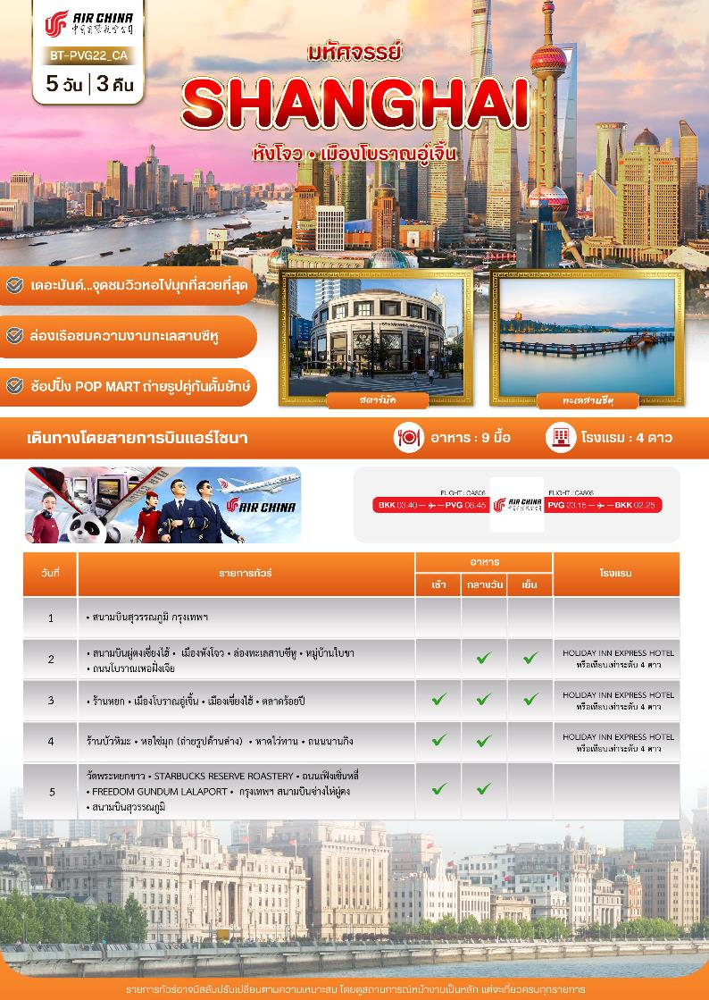 AIR CHINA
中国国际航空公司
BT-PVG22_CA
5 วัน | 3 คืน
มหัศจรรย์
SHANGHAI
หังโจว • เมืองโบราณอู่เจิ้น
เดอะบันด์...จุดชมวิวหอไข่มุกที่สวยที่สุด
ล่องเรือชมความงามทะเลสาบซีหู
ช้อปปิ้ง POP MART ถ่ายรูปคู่กันดั้มยักษ์
สตาร์บัค
ทะเลสาบซีหู
เดินทางโดยสายการบินแอร์ไชนา
อาหาร : 9 มื้อ
โรงแรม : 4 ดาว
AIR CHINA
FLIGHT : CA806
FLIGHT : CA805
BKK 03.40 — PVG 08.45
AIR CHINA
中国国际航空公司
PVG 23.15 — BKK 02.25
วันที่
รายการทัวร์
อาหาร
โรงแรม
เช้า
กลางวัน
เย็น
1
• สนามบินสุวรรณภูมิ กรุงเทพฯ
2
• สนามบินผู่ตงเซี่ยงไฮ้ • เมืองหังโจว • ล่องทะเลสาบซีหู • หมู่บ้านใบชา
• ถนนโบราณเหอฝั่งเจีย
HOLIDAY INN EXPRESS HOTEL
หรือเทียบเท่าระดับ 4 ดาว
3
• ร้านหยก • เมืองโบราณอู่เจิ้น • เมืองเซี่ยงไฮ้ • ตลาดร้อยปี
HOLIDAY INN EXPRESS HOTEL
หรือเทียบเท่าระดับ 4 ดาว
4
ร้านบัวหิมะ • หอไข่มุก (ถ่ายรูปด้านล่าง) • หาดไว่ทาน • ถนนนานกิง
HOLIDAY INN EXPRESS HOTEL
หรือเทียบเท่าระดับ 4 ดาว
5
วัดพระหยกขาว • STARBUCKS RESERVE ROASTERY • ถนนเฟิงเซิ่นหลี่
• FREEDOM GUNDUM LALAPORT • กรุงเทพฯ สนามบินซ่างไห่ผู่ตง
• สนามบินสุวรรณภูมิ
รายการทัวร์อาจมีสลับปรับเปลี่ยนตามความเหมาะสม โดยดูสถานการณ์หน้างานเป็นหลัก แต่จะเที่ยวครบทุกรายการ